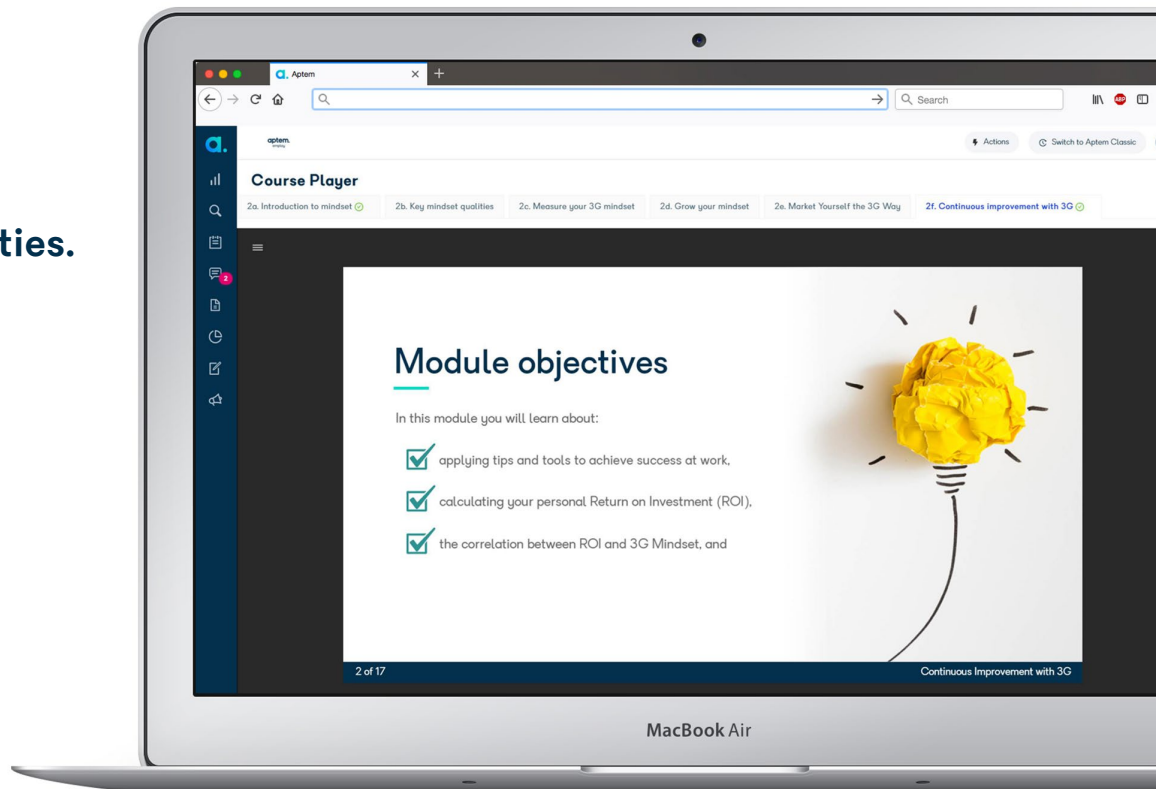 ties.
Aptem
Search
ABP
aptem.
employ
Actions
Switch to Aptem Classic
Course Player
2a. Introduction to mindset
2b. Key mindset qualities
2c. Measure your 3G mindset
2d. Grow your mindset
2e. Market Yourself the 3G Way
2f. Continuous improvement with 3G
2
Module objectives
In this module you will learn about:
applying tips and tools to achieve success at work,
calculating your personal Return on Investment (ROI),
the correlation between ROI and 3G Mindset, and
2 of 17
Continuous Improvement with 3G
MacBook Air